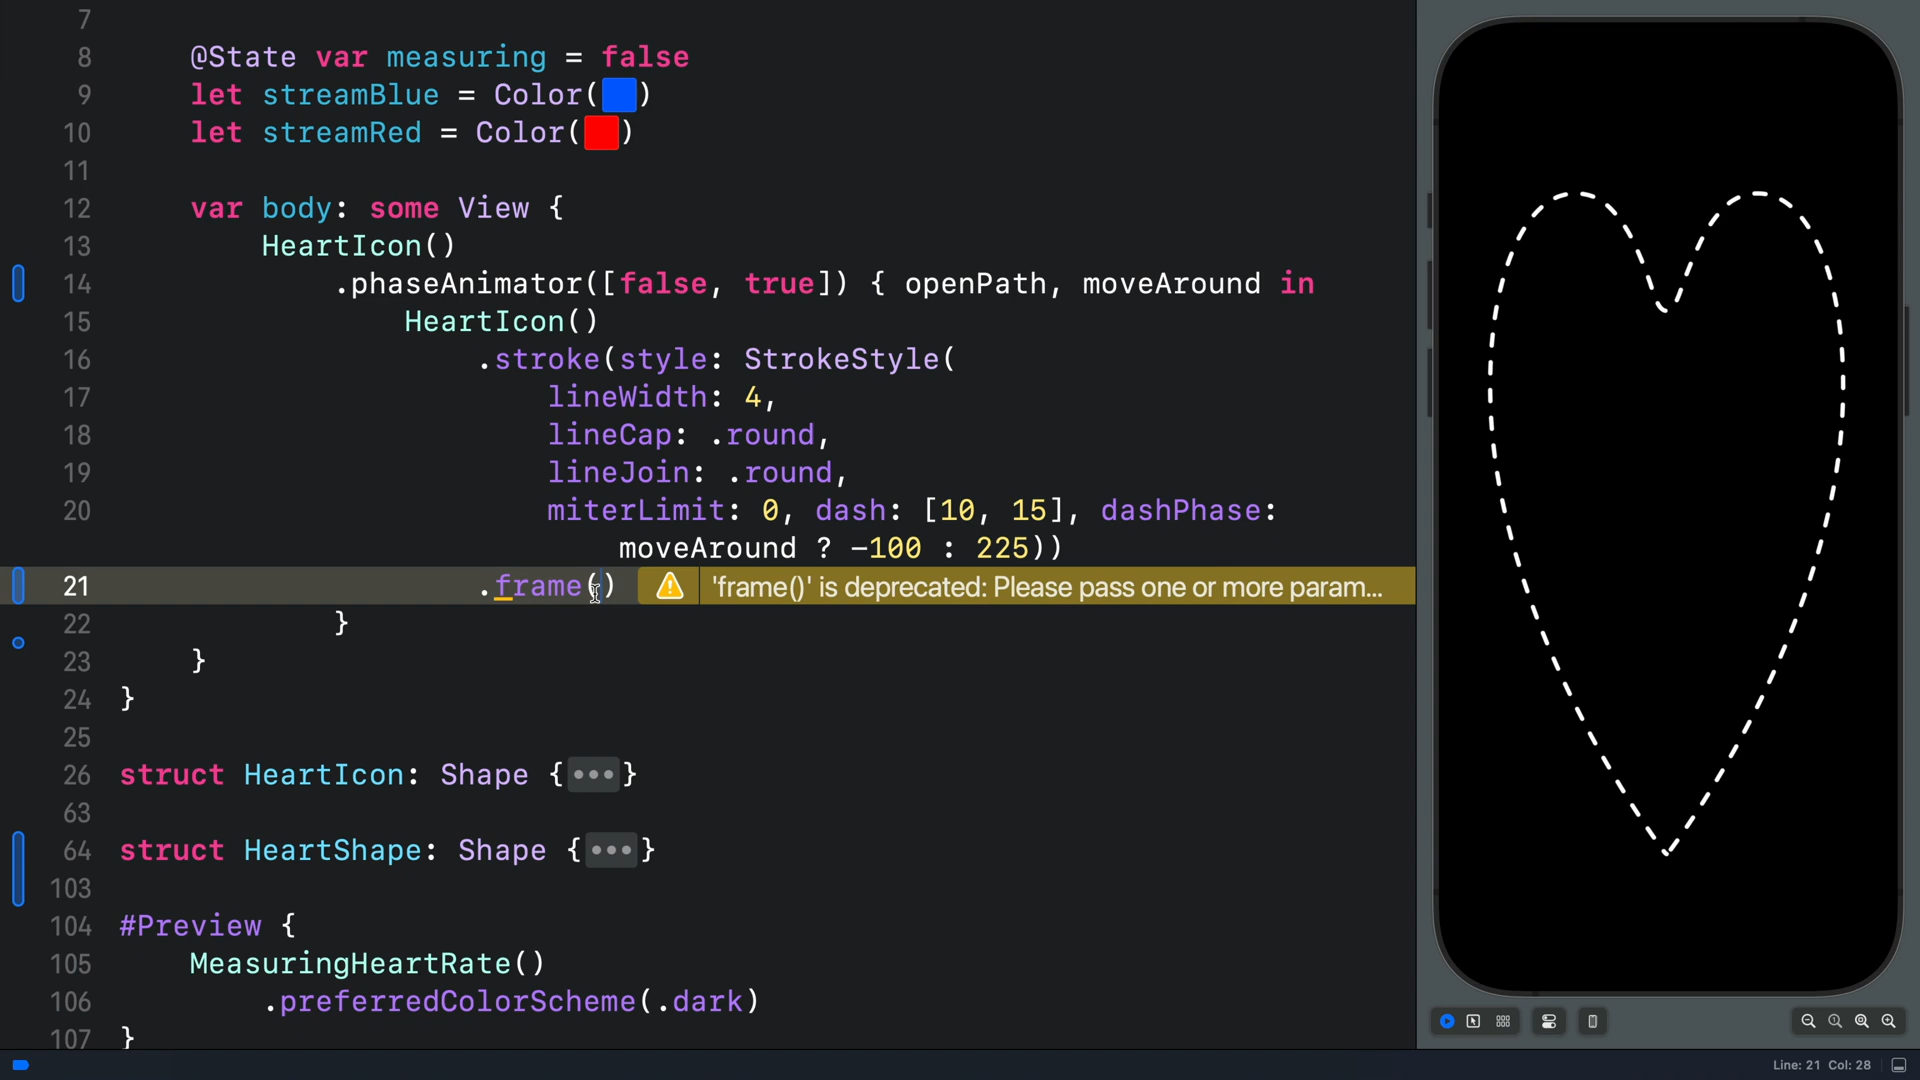 7
8 @State var measuring = false
9 let streamBlue = Color( )
10 let streamRed = Color( )
11
12 var body: some View {
13 HeartIcon()
14 .phaseAnimator([false, true]) { openPath, moveAround in
15 HeartIcon()
16 .stroke(style: StrokeStyle(
17 lineWidth: 4,
18 lineCap: .round,
19 lineJoin: .round,
20 miterLimit: 0, dash: [10, 15], dashPhase:
moveAround ? -100 : 225))
21 .frame() 'frame()' is deprecated: Please pass one or more param...
22 }
23 }
24 }
25
26 struct HeartIcon: Shape {•••}
63
64 struct HeartShape: Shape {•••}
103
104 #Preview {
105 MeasuringHeartRate()
106 .preferredColorScheme(.dark)
107 }
Line: 21 Col: 28